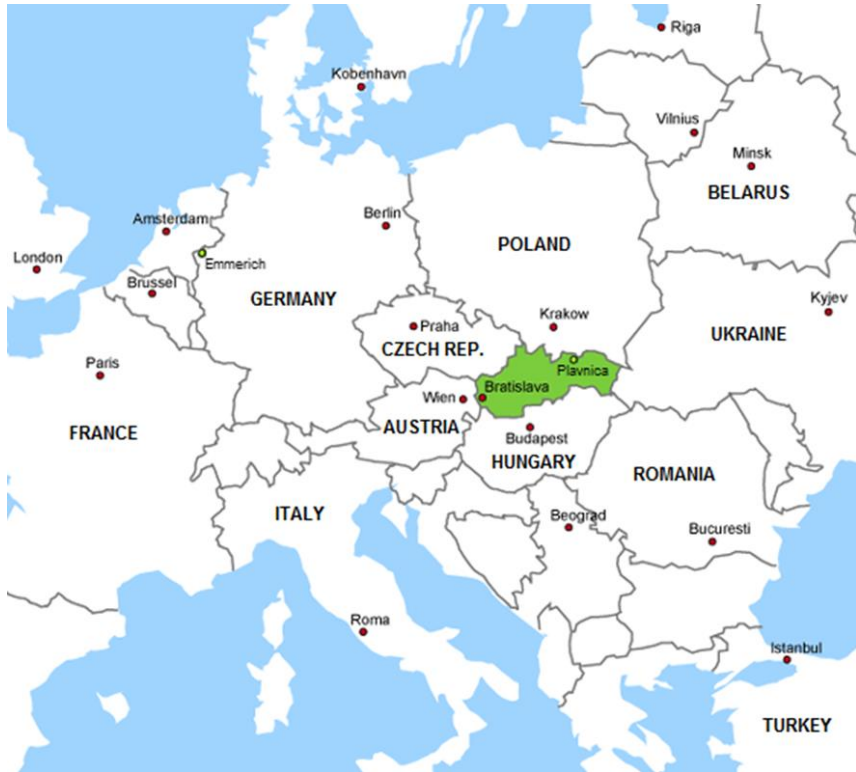 Riga
Kobenhavn
Vilnius
Minsk
BELARUS
Amsterdam
Berlin
POLAND
London
Emmerich
Brussel
GERMANY
Krakow
Kyjev
Praha
UKRAINE
CZECH REP.
Paris
Plavnica
Wien
Bratislava
FRANCE
AUSTRIA
Budapest
HUNGARY
ROMANIA
ITALY
Beograd
Bucuresti
Roma
Istanbul
TURKEY